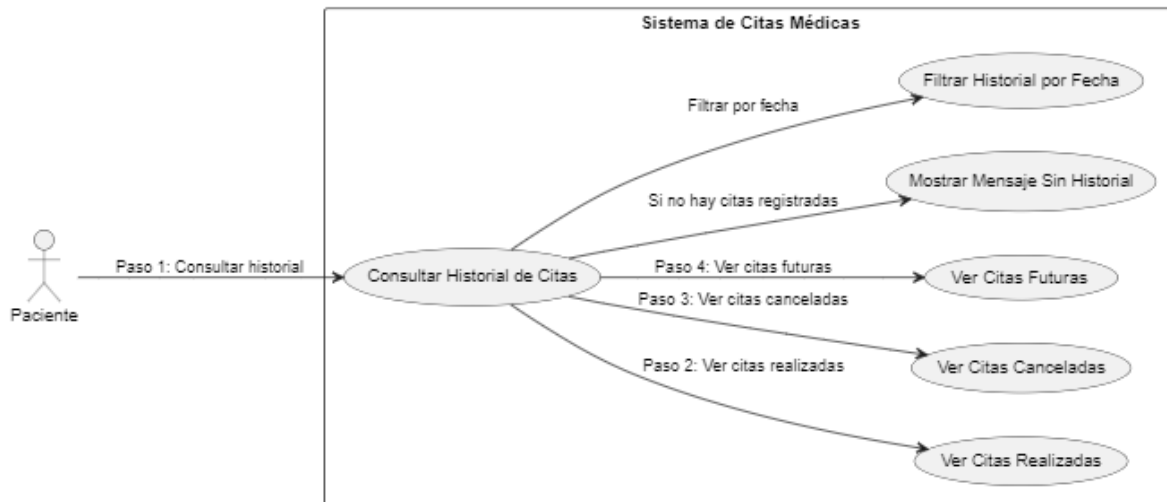 Sistema de Citas Médicas
Filtrar Historial por Fecha
Filtrar por fecha
Mostrar Mensaje Sin Historial
Si no hay citas registradas
Paciente
Paso 1: Consultar historial
Consultar Historial de Citas
Paso 4: Ver citas futuras
Ver Citas Futuras
Paso 3: Ver citas canceladas
Ver Citas Canceladas
Paso 2: Ver citas realizadas
Ver Citas Realizadas